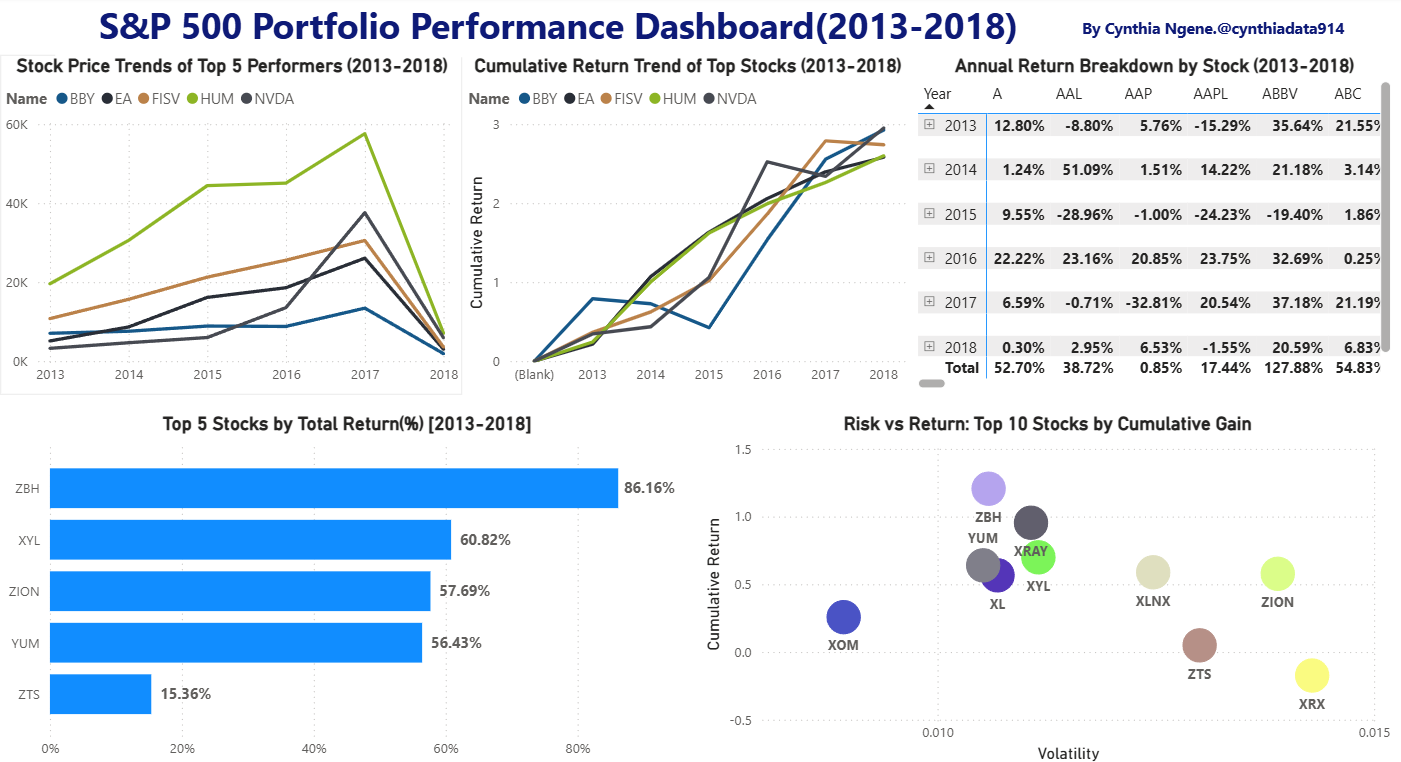 S&P 500 Portfolio Performance Dashboard(2013-2018)
By Cynthia Ngene.@cynthiadata914
Stock Price Trends of Top 5 Performers (2013-2018)
Name BBY EA FISV HUM NVDA
60K
40K
20K
0K
2013 2014 2015 2016 2017 2018
Cumulative Return Trend of Top Stocks (2013-2018)
Name BBY EA FISV HUM NVDA
Cumulative Return
3
2
1
0
(Blank) 2013 2014 2015 2016 2017 2018
Annual Return Breakdown by Stock (2013-2018)
Year A AAL AAP AAPL ABBV ABC
2013 12.80% -8.80% 5.76% -15.29% 35.64% 21.55%
2014 1.24% 51.09% 1.51% 14.22% 21.18% 3.14%
2015 9.55% -28.96% -1.00% -24.23% -19.40% 1.86%
2016 22.22% 23.16% 20.85% 23.75% 32.69% 0.25%
2017 6.59% -0.71% -32.81% 20.54% 37.18% 21.19%
2018 0.30% 2.95% 6.53% -1.55% 20.59% 6.83%
Total 52.70% 38.72% 0.85% 17.44% 127.88% 54.83%
Top 5 Stocks by Total Return(%) [2013-2018]
ZBH 86.16%
XYL 60.82%
ZION 57.69%
YUM 56.43%
ZTS 15.36%
0% 20% 40% 60% 80%
Risk vs Return: Top 10 Stocks by Cumulative Gain
Cumulative Return
1.5
1.0
0.5
0.0
-0.5
ZBH
YUM
XRAY
XYL
XL
XLNX
ZION
XOM
ZTS
XRX
0.010 0.015
Volatility